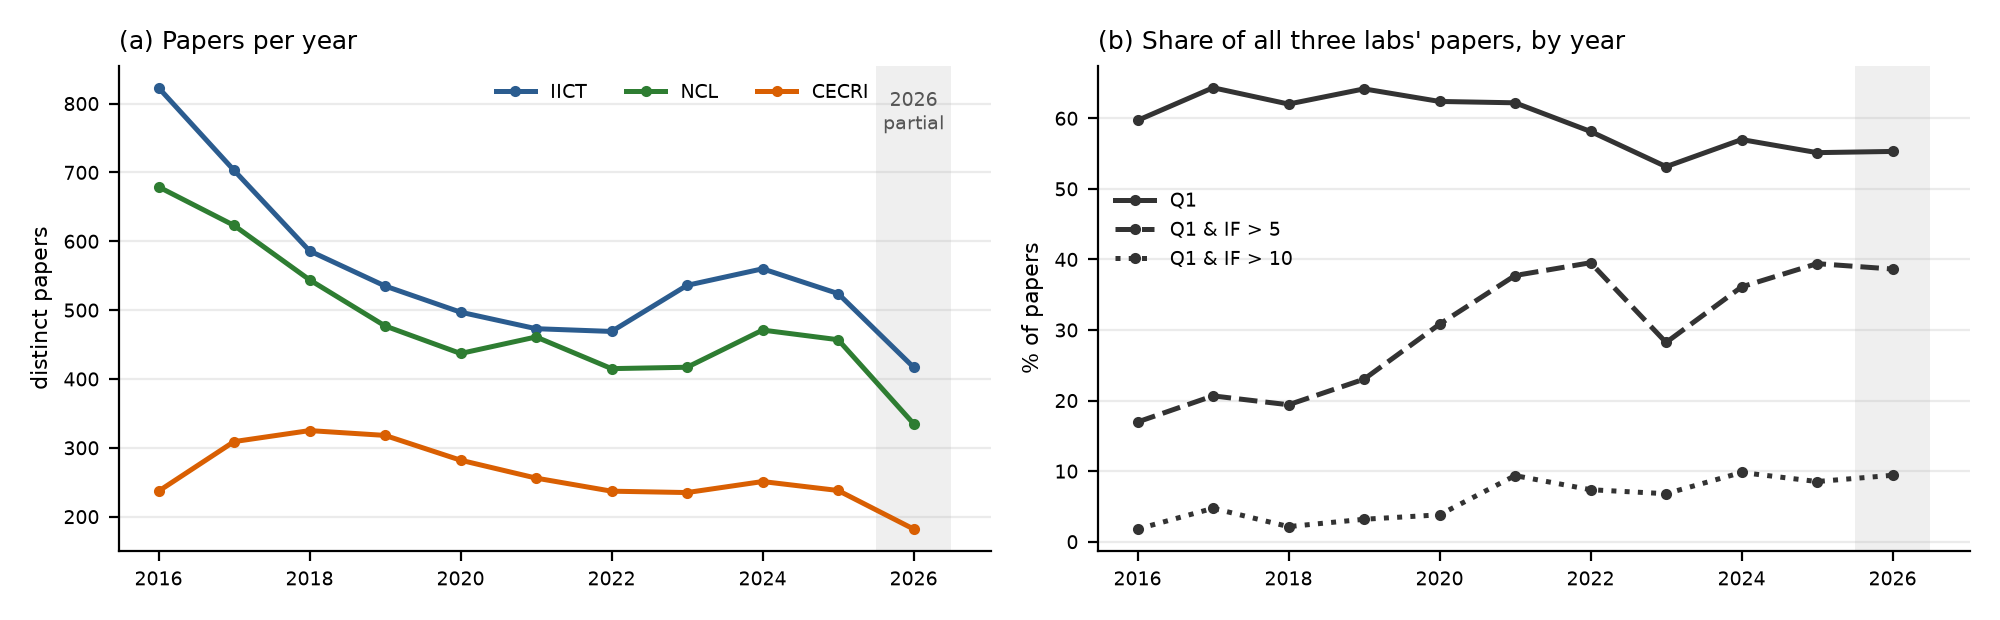 (a) Papers per year
IICT
NCL
CECRI
2026
partial
distinct papers
800
700
600
500
400
300
200
2016
2018
2020
2022
2024
2026
(b) Share of all three labs' papers, by year
Q1
Q1 & IF > 5
Q1 & IF > 10
% of papers
60
50
40
30
20
10
0
2016
2018
2020
2022
2024
2026